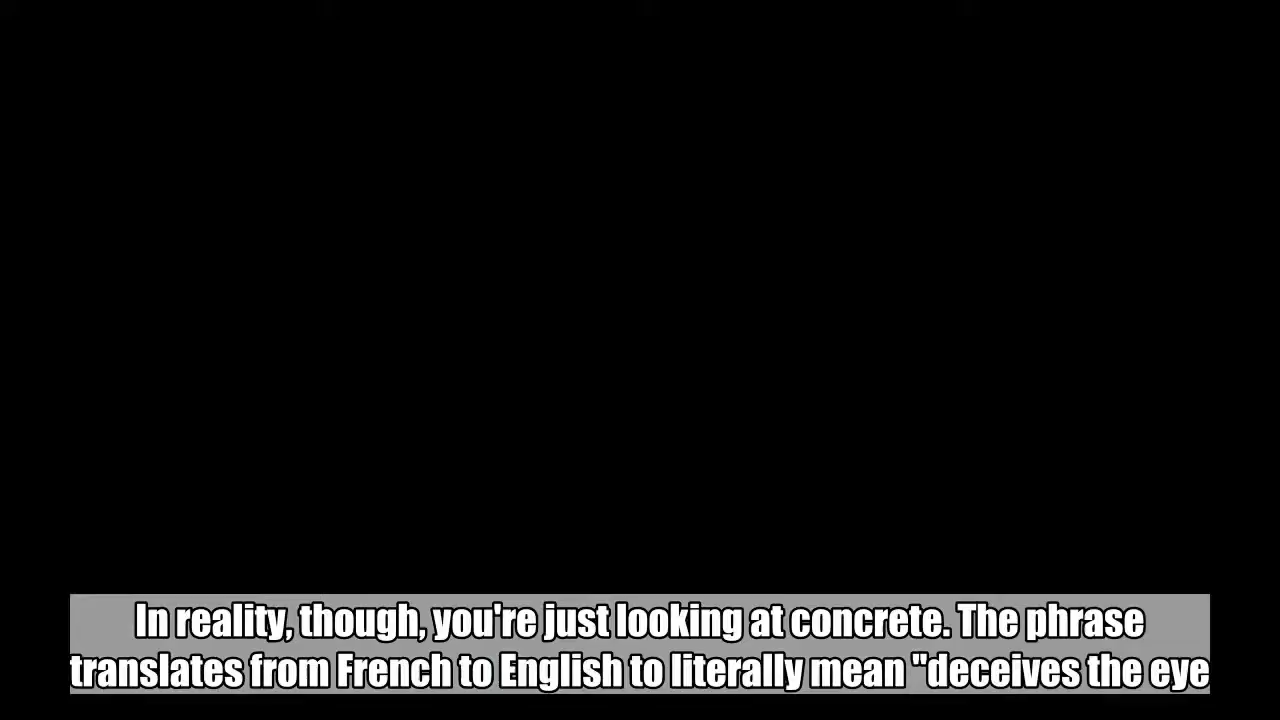 In reality, though, you're just looking at concrete. The phrase
translates from French to English to literally mean "deceives the eye